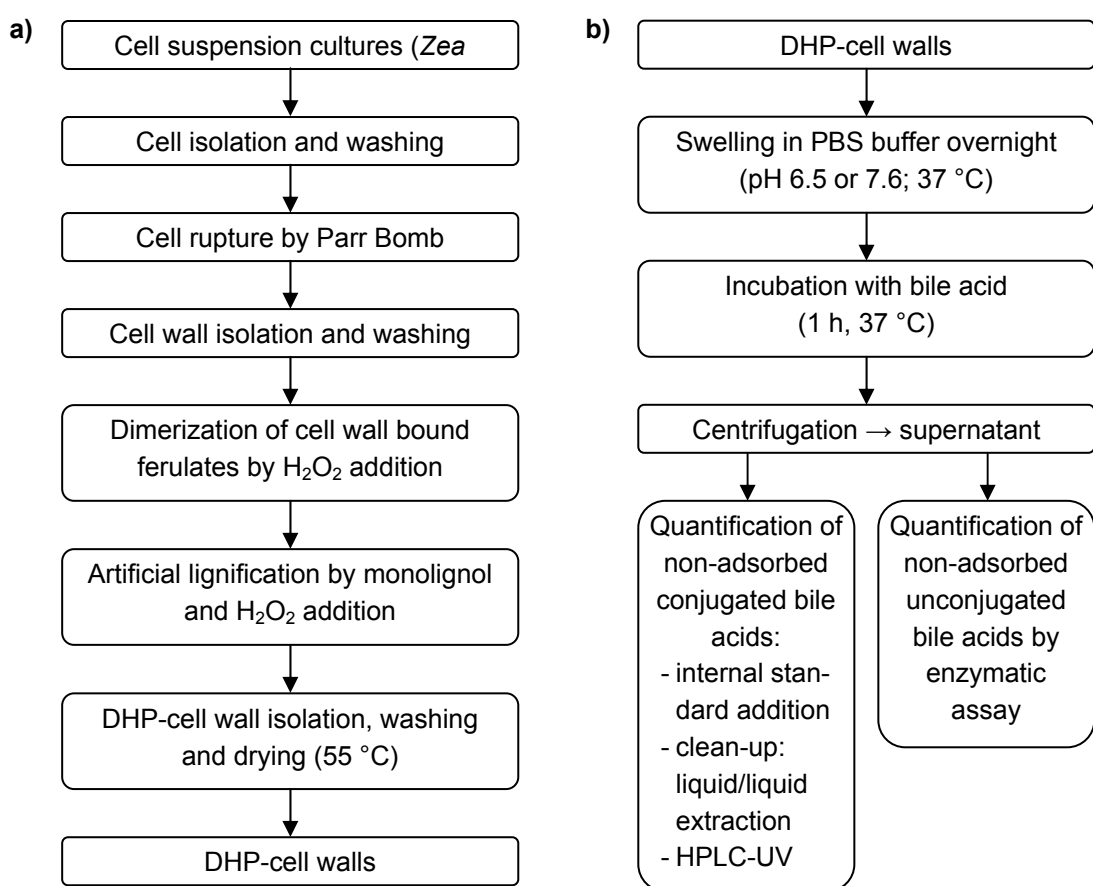 a)
Cell suspension cultures (Zea
Cell isolation and washing
Cell rupture by Parr Bomb
Cell wall isolation and washing
Dimerization of cell wall bound
ferulates by H₂O₂ addition
Artificial lignification by monolignol
and H₂O₂ addition
DHP-cell wall isolation, washing
and drying (55 °C)
DHP-cell walls
b)
DHP-cell walls
Swelling in PBS buffer overnight
(pH 6.5 or 7.6; 37 °C)
Incubation with bile acid
(1 h, 37 °C)
Centrifugation → supernatant
Quantification of
non-adsorbed
conjugated bile
acids:
- internal stan-
dard addition
- clean-up:
liquid/liquid
extraction
- HPLC-UV
Quantification of
non-adsorbed
unconjugated
bile acids by
enzymatic
assay